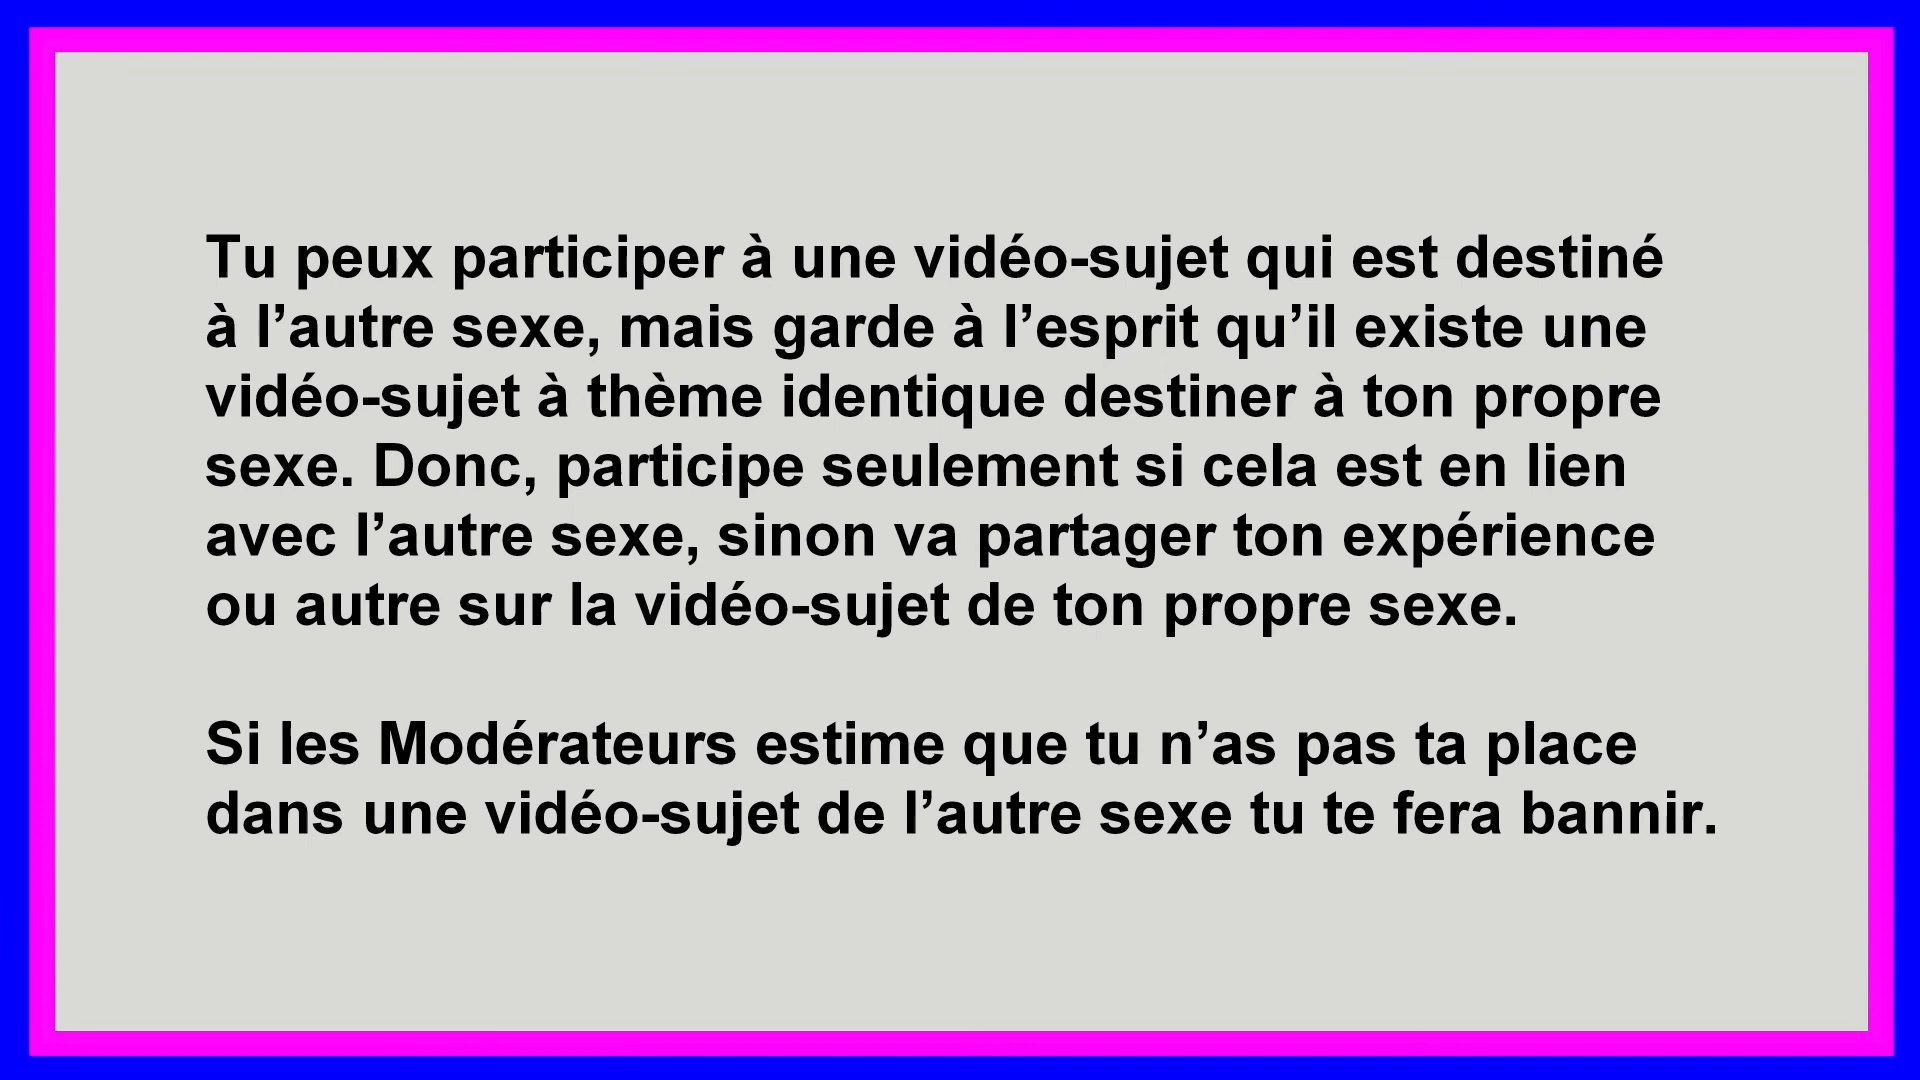 Tu peux participer à une vidéo-sujet qui est destiné
à l’autre sexe, mais garde à l’esprit qu’il existe une
vidéo-sujet à thème identique destiner à ton propre
sexe. Donc, participe seulement si cela est en lien
avec l’autre sexe, sinon va partager ton expérience
ou autre sur la vidéo-sujet de ton propre sexe.
Si les Modérateurs estime que tu n’as pas ta place
dans une vidéo-sujet de l’autre sexe tu te fera bannir.